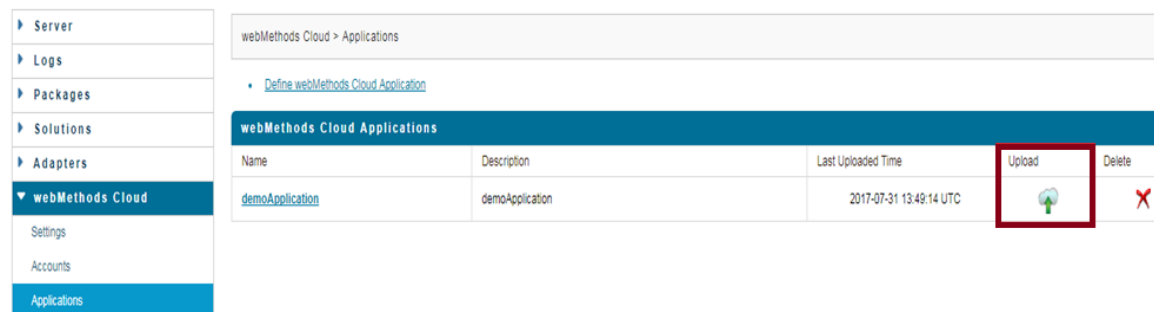 Server
Logs
Packages
Solutions
Adapters
webMethods Cloud
Settings
Accounts
Applications
webMethods Cloud > Applications
Define webMethods Cloud Application
webMethods Cloud Applications
Name Description Last Uploaded Time Upload Delete
demoApplication demoApplication 2017-07-31 13:49:14 UTC